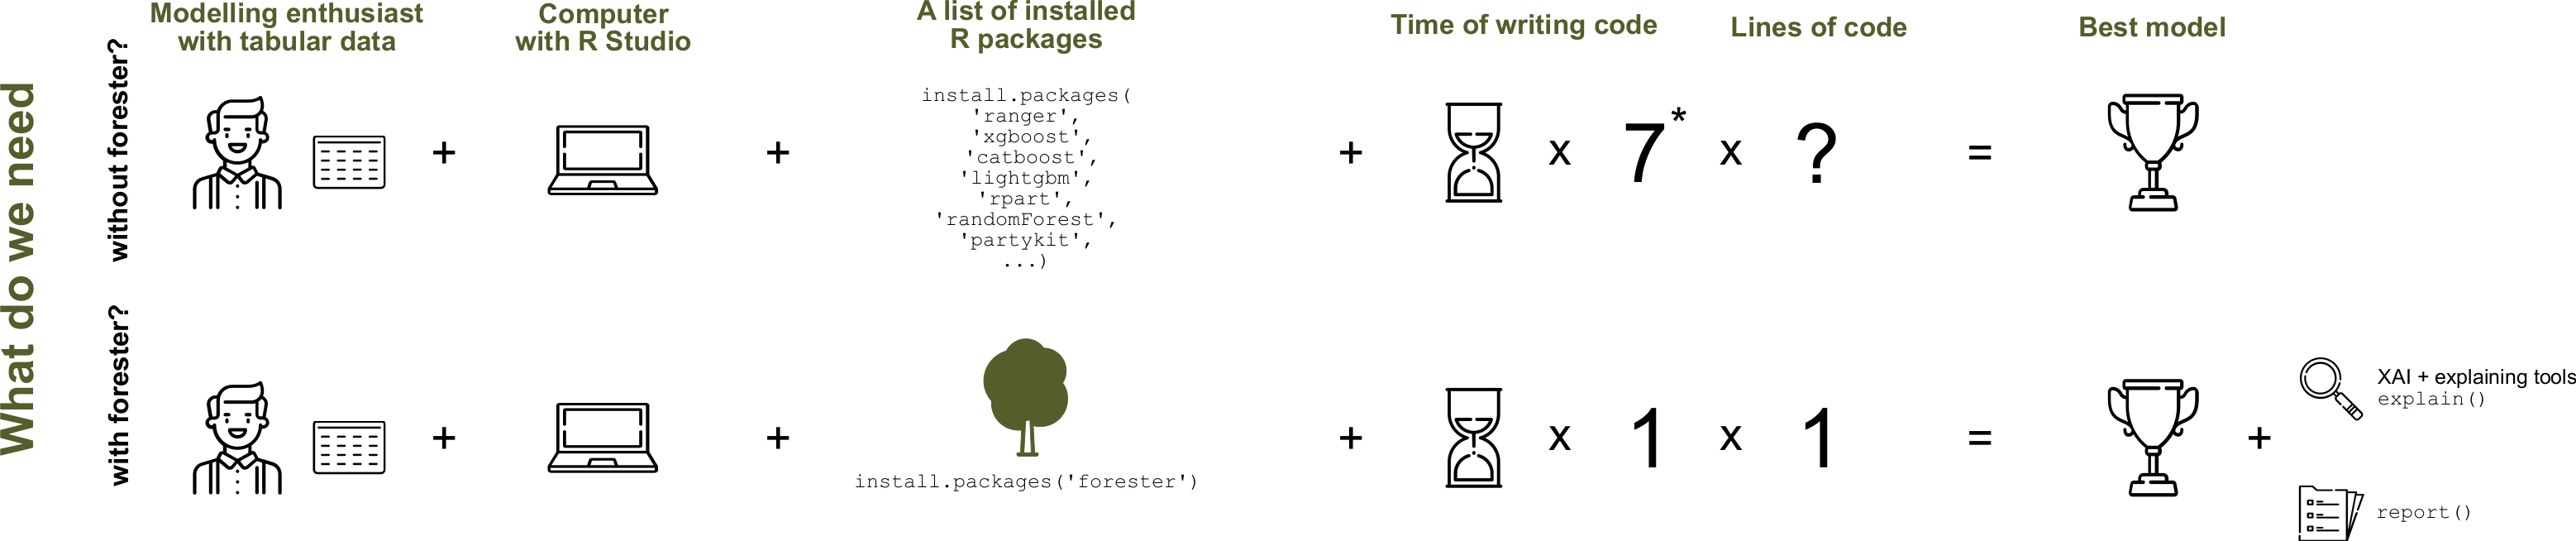 What do we need
without forester?
with forester?
Modelling enthusiast
with tabular data
Computer
with R Studio
A list of installed
R packages
Time of writing code
Lines of code
Best model
+
+
install.packages(
'ranger',
'xgboost',
'catboost',
'lightgbm',
'rpart',
'randomForest',
'partykit',
...)
+
x 7* x ?
=
+
+
install.packages('forester')
+
x 1 x 1
=
+
XAI + explaining tools
explain()
report()